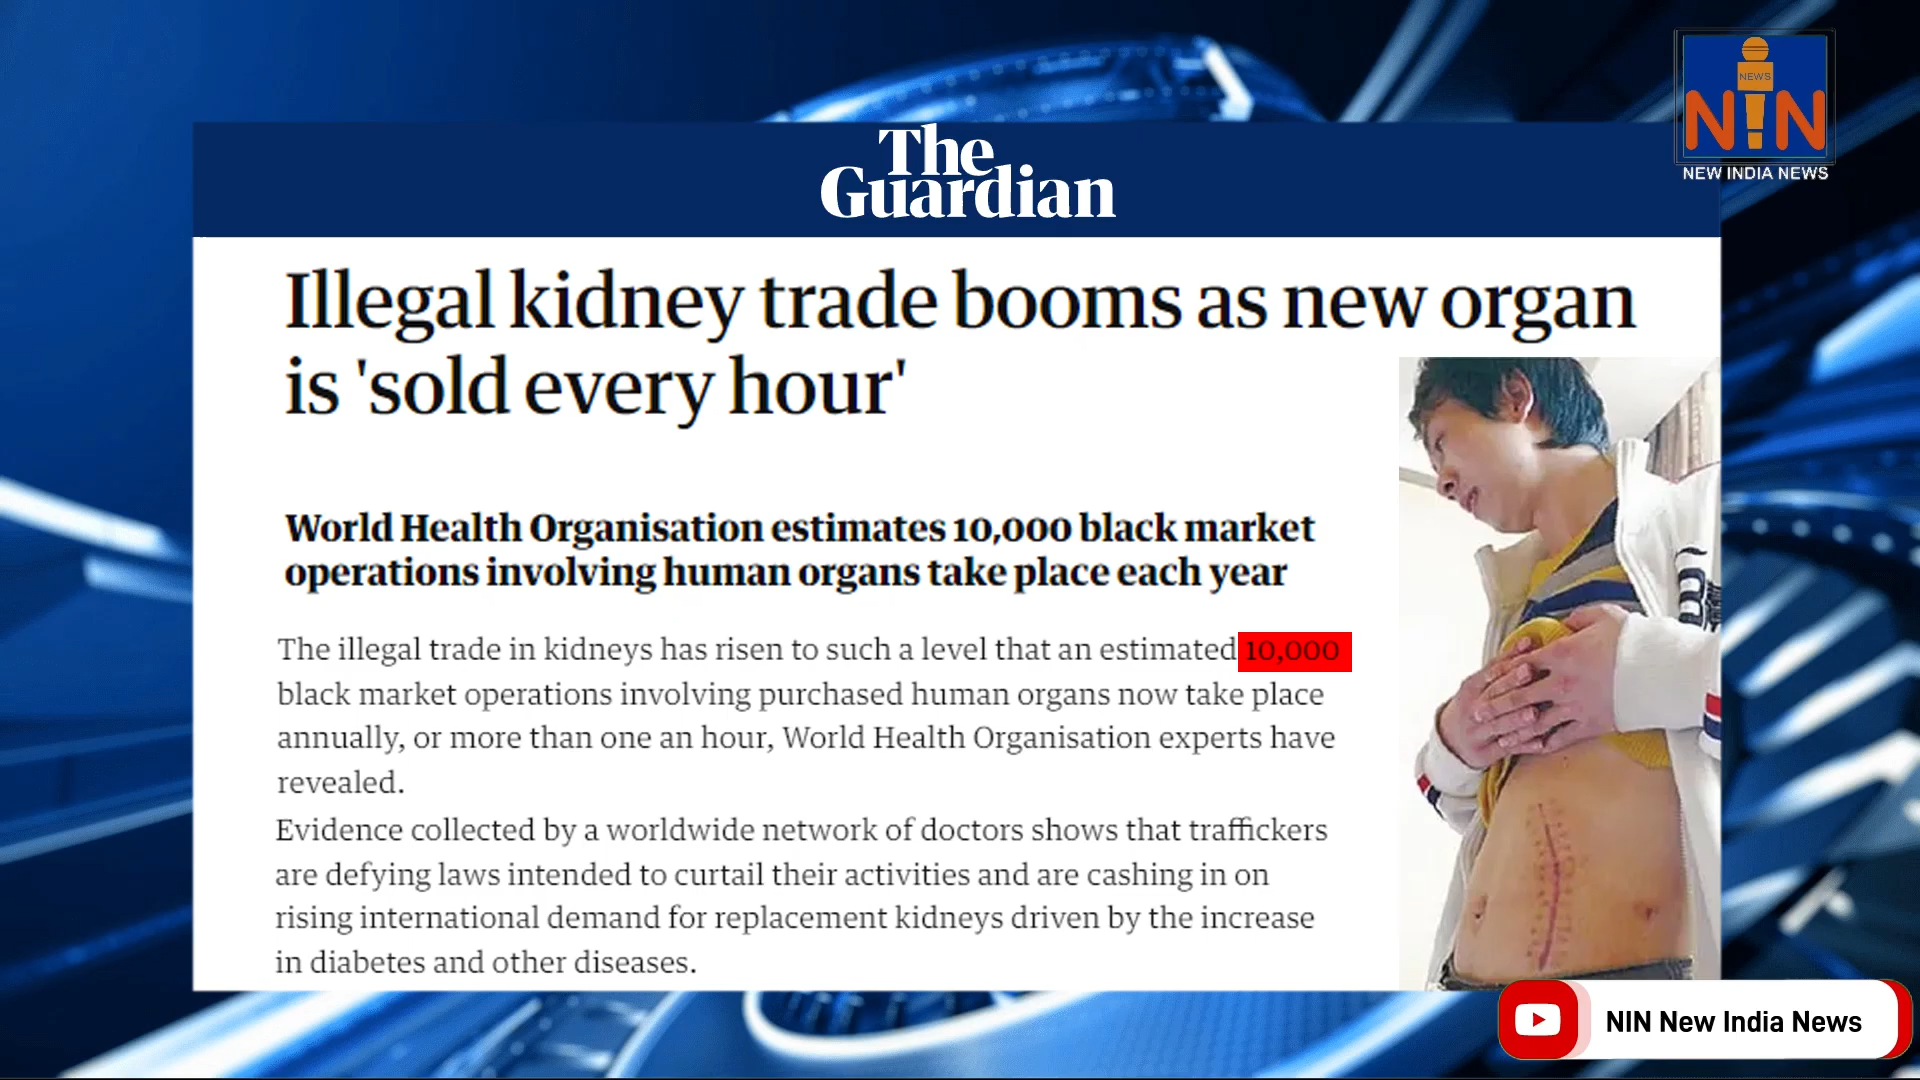 NEWS
NIN
NEW INDIA NEWS
The
Guardian
Illegal kidney trade booms as new organ
is 'sold every hour'
World Health Organisation estimates 10,000 black market
operations involving human organs take place each year
The illegal trade in kidneys has risen to such a level that an estimated 10,000
black market operations involving purchased human organs now take place
annually, or more than one an hour, World Health Organisation experts have
revealed.
Evidence collected by a worldwide network of doctors shows that traffickers
are defying laws intended to curtail their activities and are cashing in on
rising international demand for replacement kidneys driven by the increase
in diabetes and other diseases.
NIN New India News